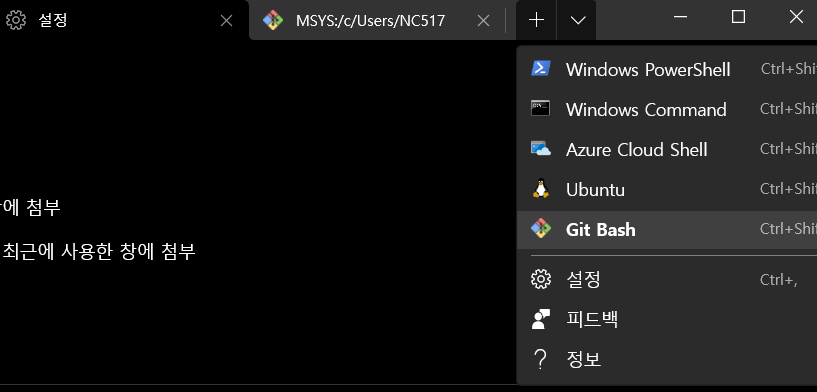 설정
MSYS:/c/Users/NC517
Windows PowerShell Ctrl+Shi
Windows Command Ctrl+Shif
Azure Cloud Shell Ctrl+Shif
에 첨부
Ubuntu Ctrl+Shif
Git Bash Ctrl+Shif
최근에 사용한 창에 첨부
설정 Ctrl+,
피드백
정보